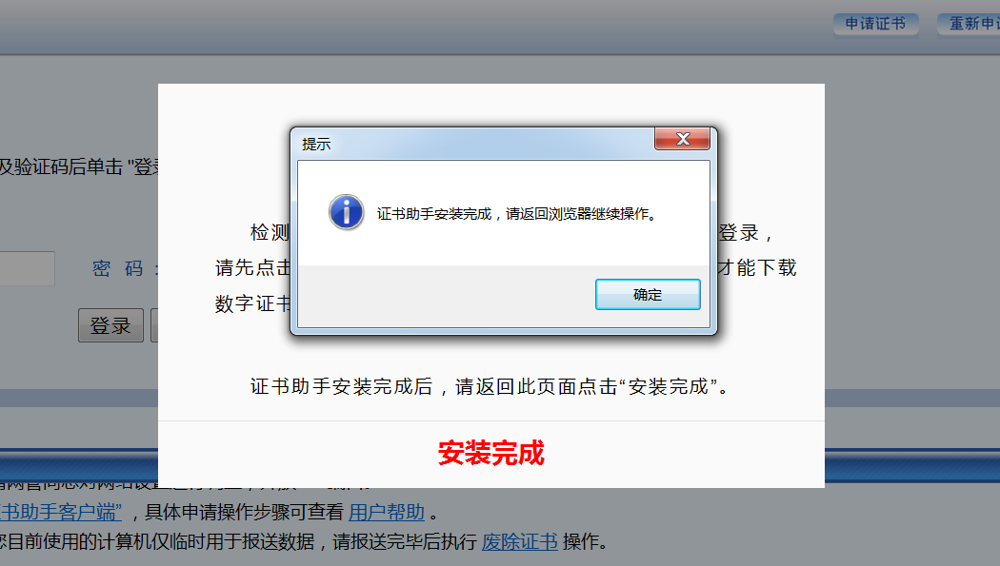 申请证书 重新申
提示
及验证码后单击 "登
证书助手安装完成，请返回浏览器继续操作。
检测 登录，
密 码： 请先点击 才能下载
确定
数字证书
登录
证书助手安装完成后，请返回此页面点击“安装完成”。
安装完成
书助手客户端” ，具体申请操作步骤可查看 用户帮助 。
您目前使用的计算机仅临时用于报送数据，请报送完毕后执行 废除证书 操作。